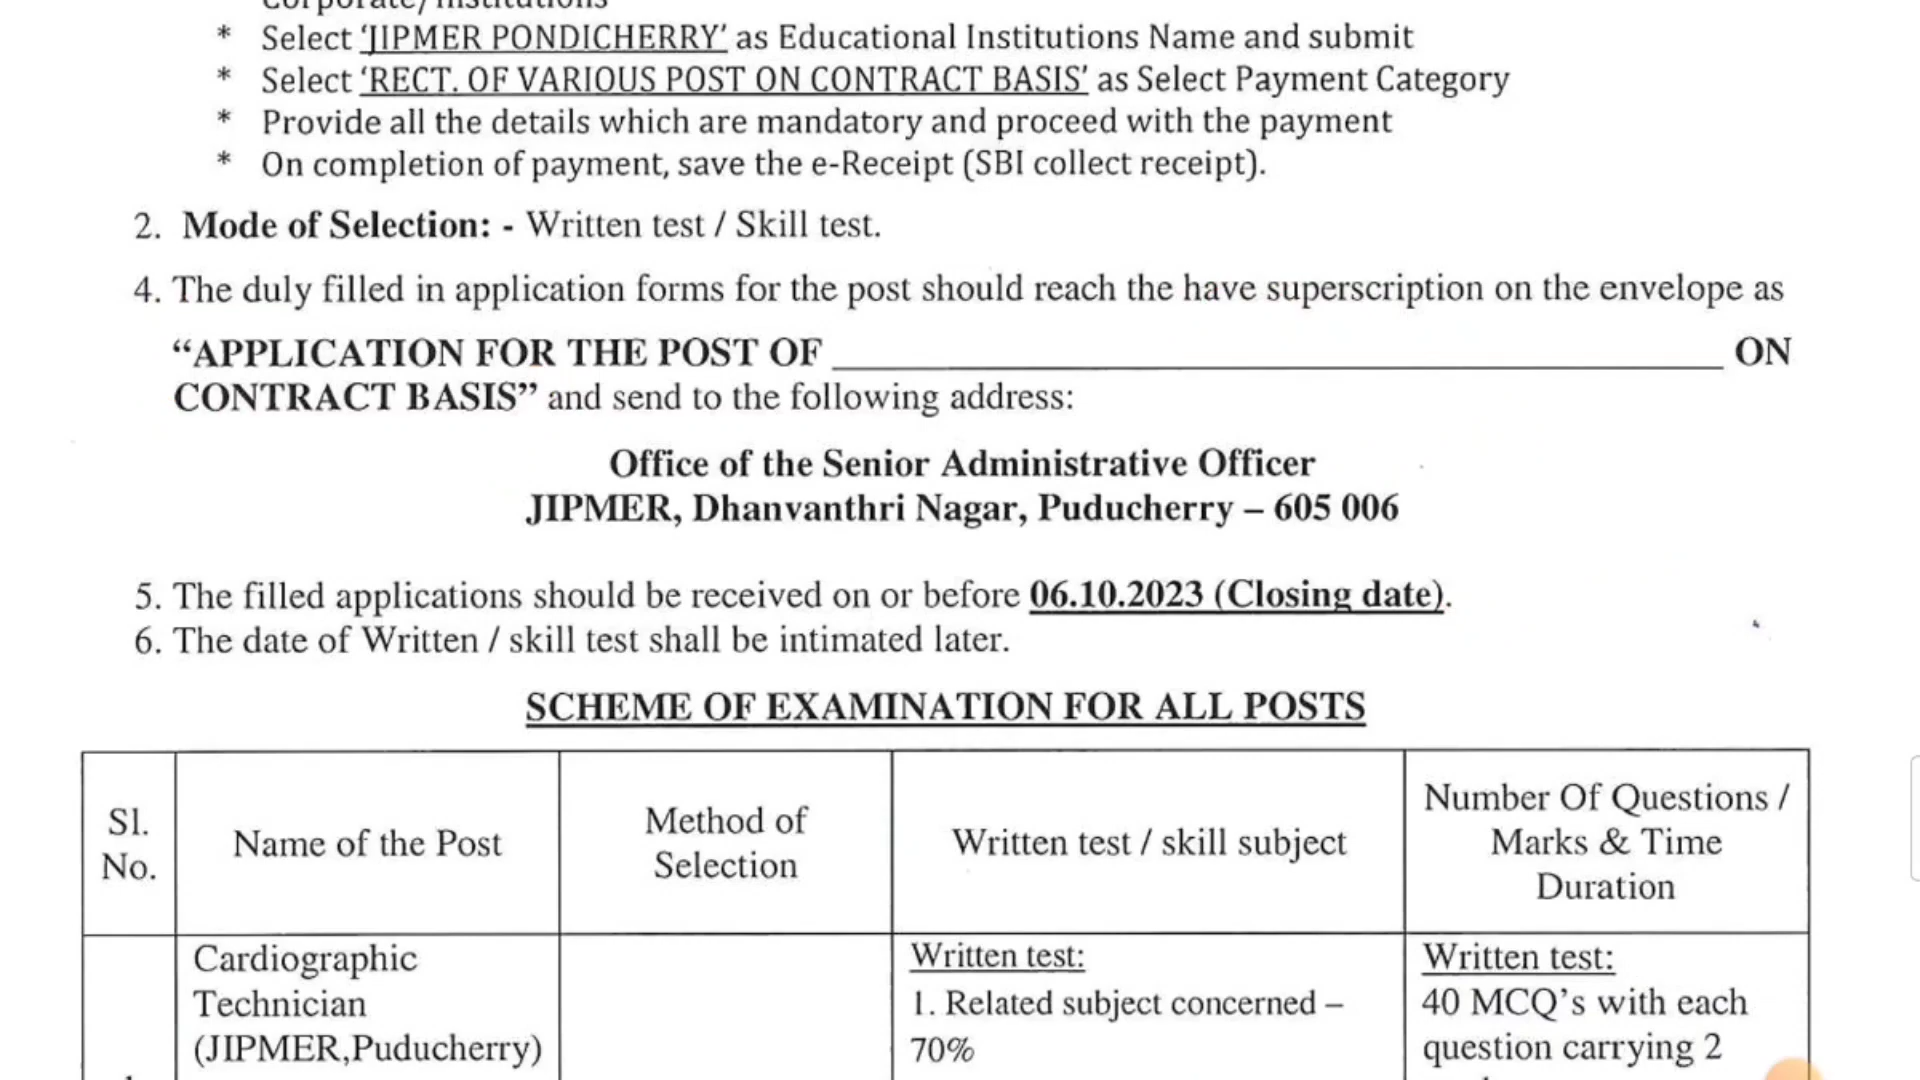 * Select ‘JIPMER PONDICHERRY’ as Educational Institutions Name and submit
* Select ‘RECT. OF VARIOUS POST ON CONTRACT BASIS’ as Select Payment Category
* Provide all the details which are mandatory and proceed with the payment
* On completion of payment, save the e-Receipt (SBI collect receipt).
2. Mode of Selection: - Written test / Skill test.
4. The duly filled in application forms for the post should reach the have superscription on the envelope as
“APPLICATION FOR THE POST OF ____________________ ON
CONTRACT BASIS” and send to the following address:
Office of the Senior Administrative Officer
JIPMER, Dhanvanthri Nagar, Puducherry – 605 006
5. The filled applications should be received on or before 06.10.2023 (Closing date).
6. The date of Written / skill test shall be intimated later.
SCHEME OF EXAMINATION FOR ALL POSTS
Sl.
No.
Name of the Post
Method of
Selection
Written test / skill subject
Number Of Questions /
Marks & Time
Duration
Cardiographic
Technician
(JIPMER,Puducherry)
Written test:
1. Related subject concerned –
70%
Written test:
40 MCQ’s with each
question carrying 2